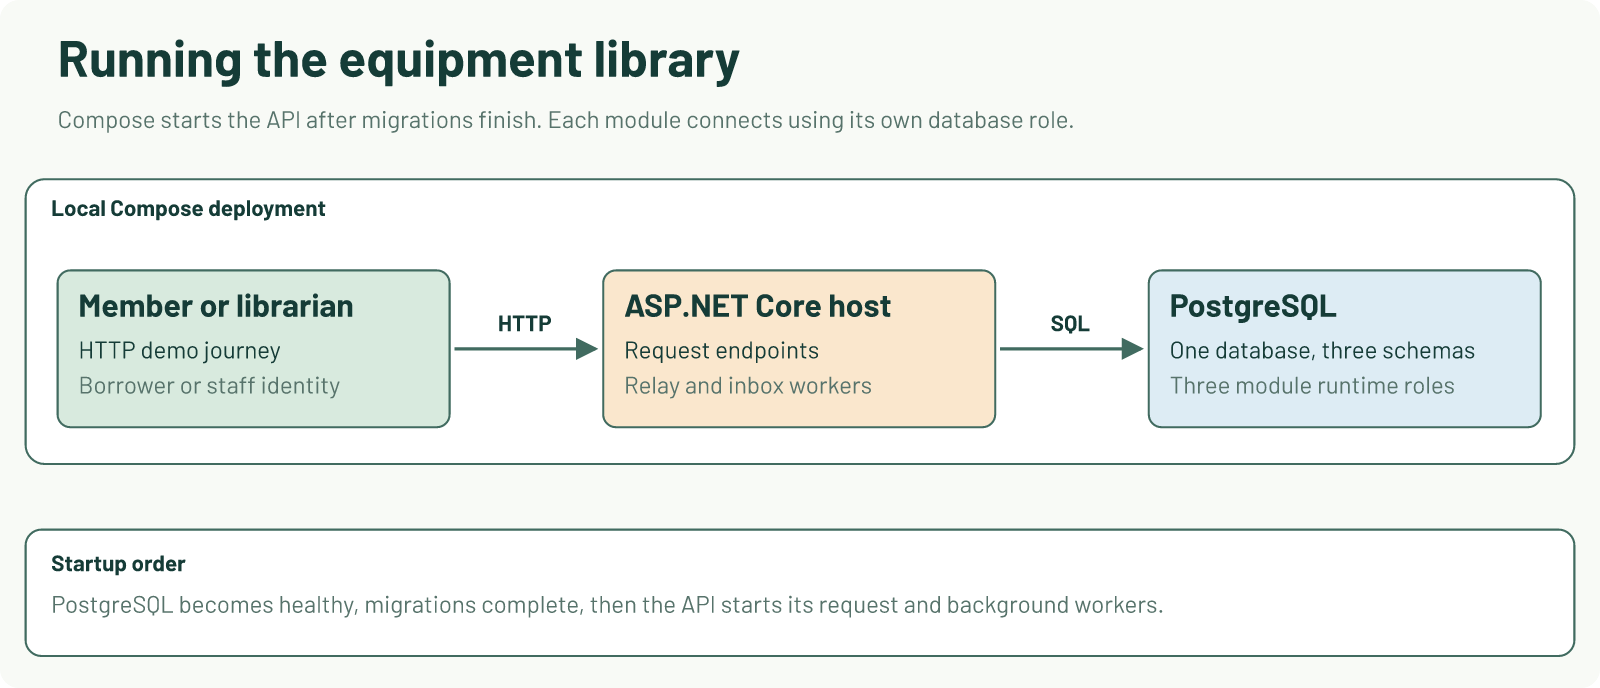 Running the equipment library
Compose starts the API after migrations finish. Each module connects using its own database role.
Local Compose deployment
Member or librarian
HTTP demo journey
Borrower or staff identity
HTTP
ASP.NET Core host
Request endpoints
Relay and inbox workers
SQL
PostgreSQL
One database, three schemas
Three module runtime roles
Startup order
PostgreSQL becomes healthy, migrations complete, then the API starts its request and background workers.